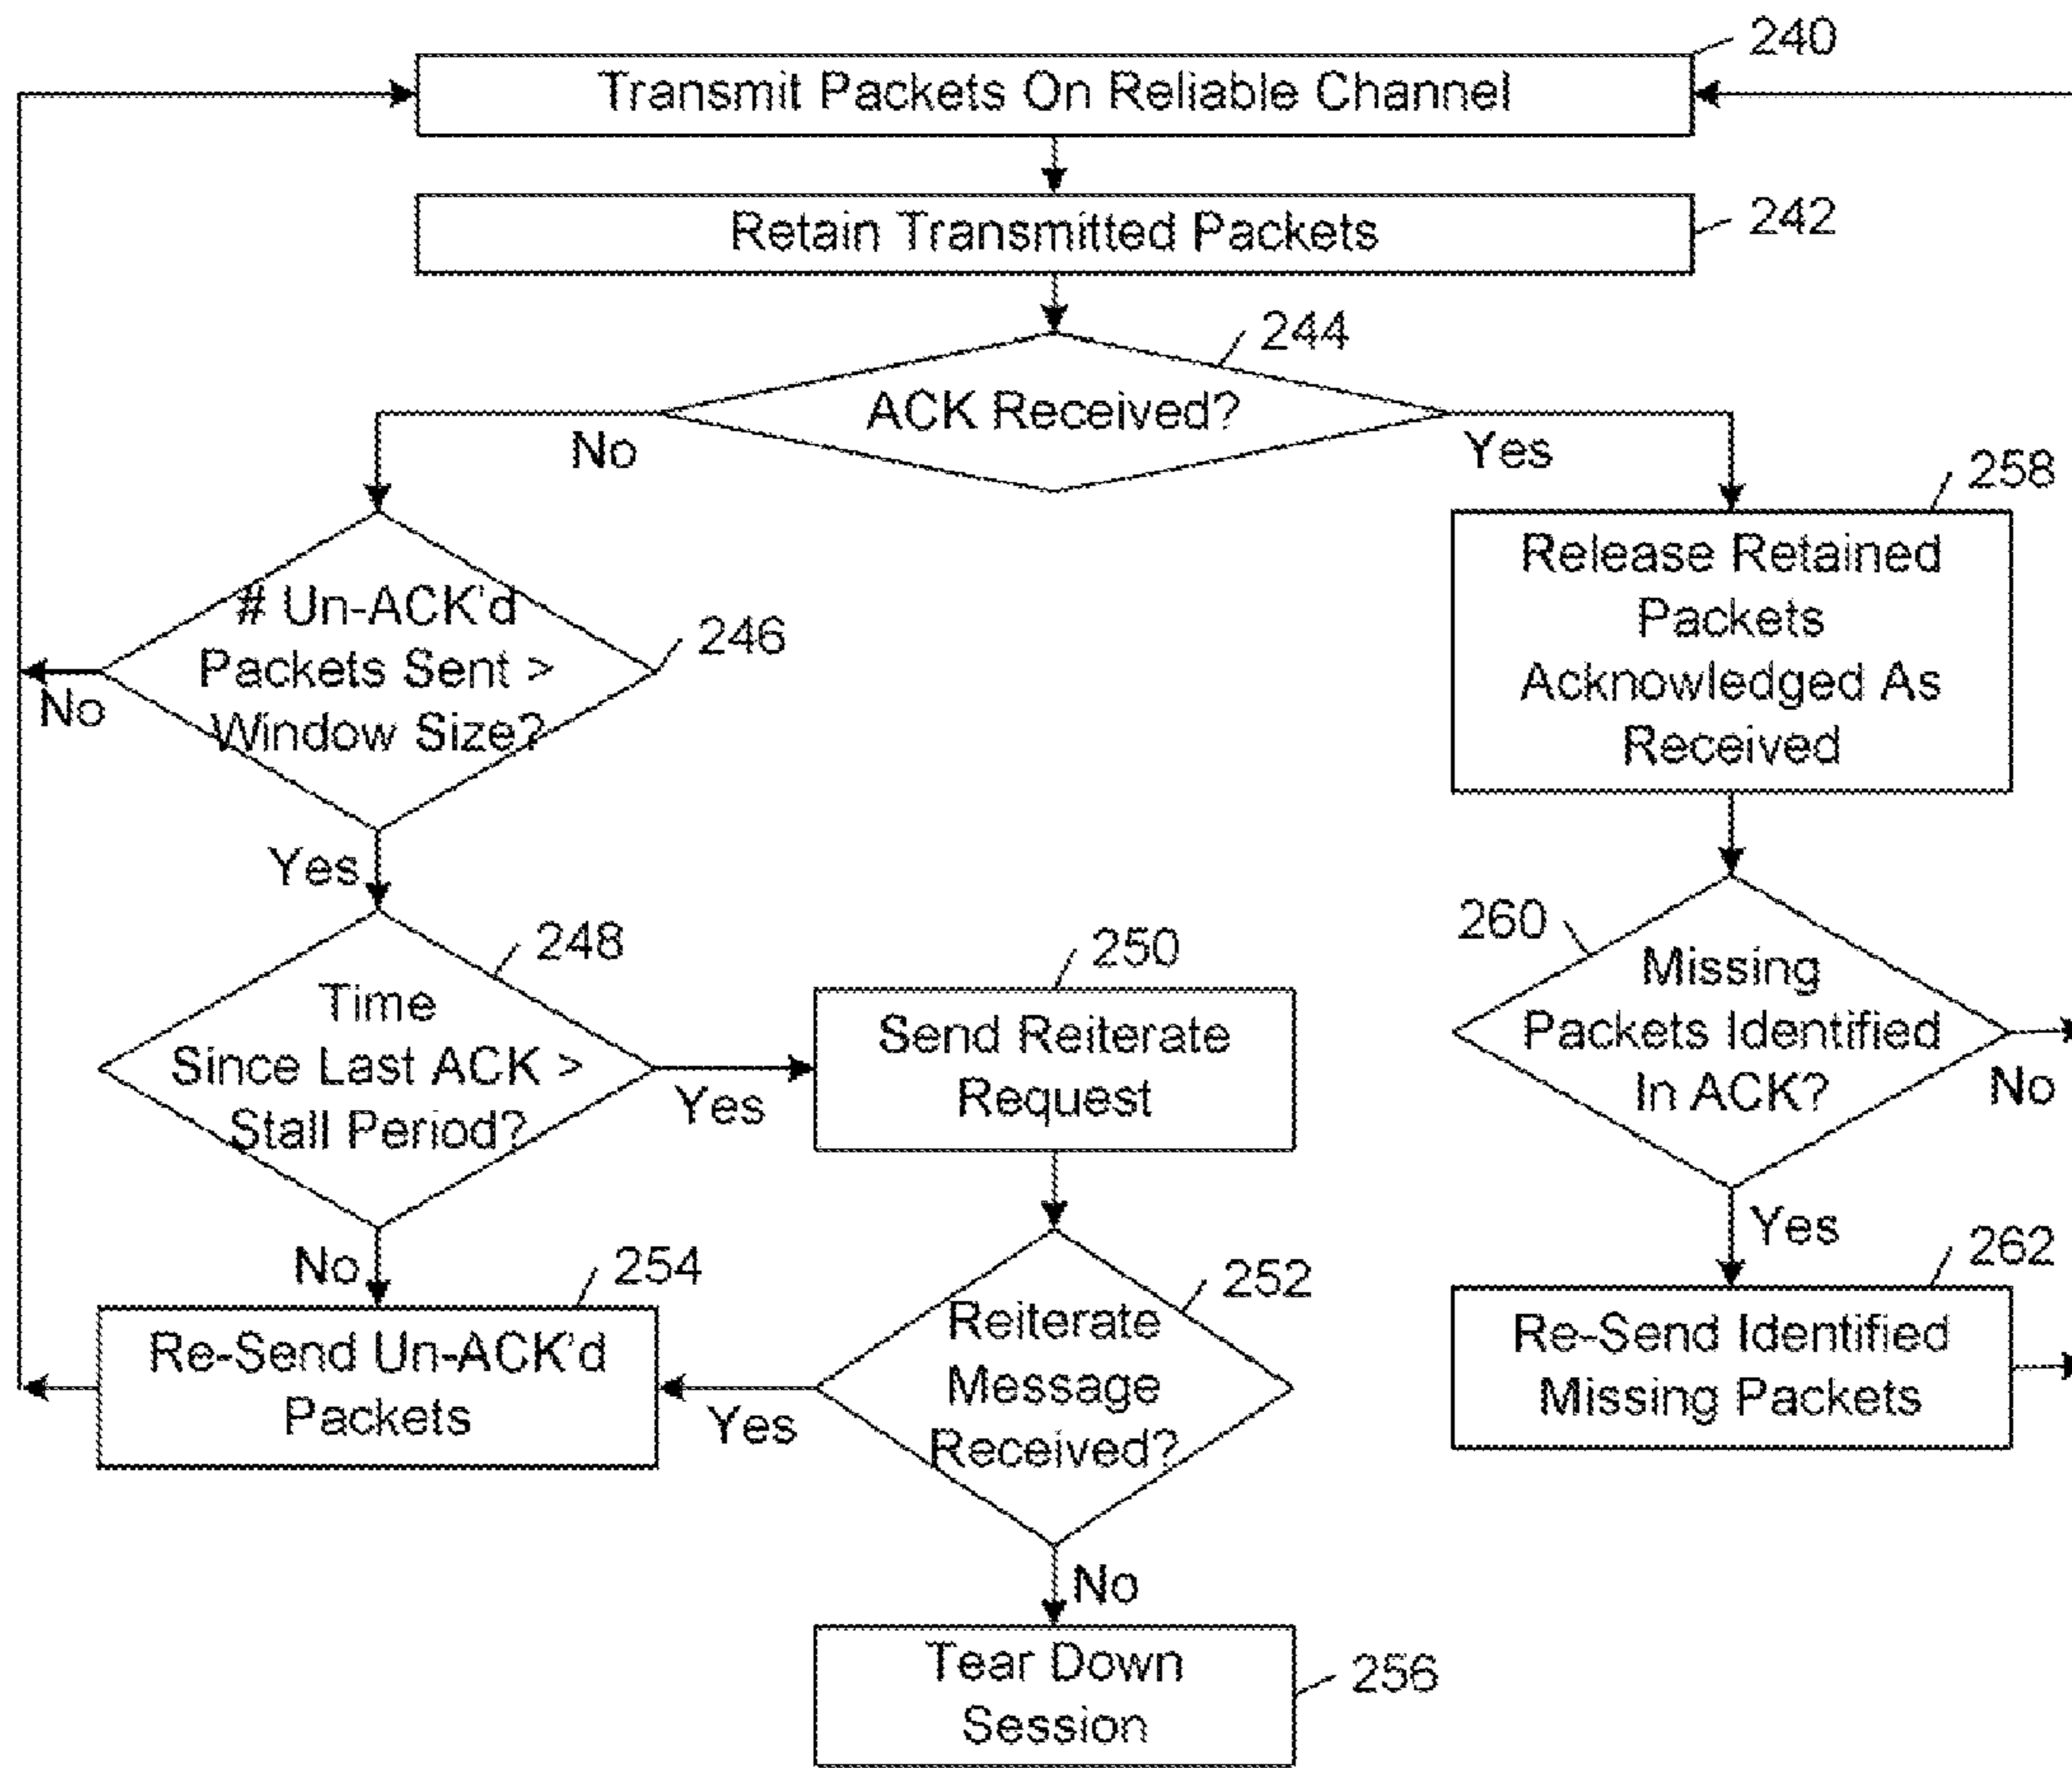 240
Transmit Packets On Reliable Channel
242
Retain Transmitted Packets
244
ACK Received?
No
Yes
246
# Un-ACK'd
Packets Sent >
Window Size?
No
Yes
258
Release Retained
Packets
Acknowledged As
Received
248
Time
Since Last ACK >
Stall Period?
Yes
No
250
Send Reiterate
Request
260
Missing
Packets Identified
In ACK?
No
Yes
254
Re-Send Un-ACK'd
Packets
252
Reiterate
Message
Received?
Yes
No
262
Re-Send Identified
Missing Packets
Tear Down
Session
256